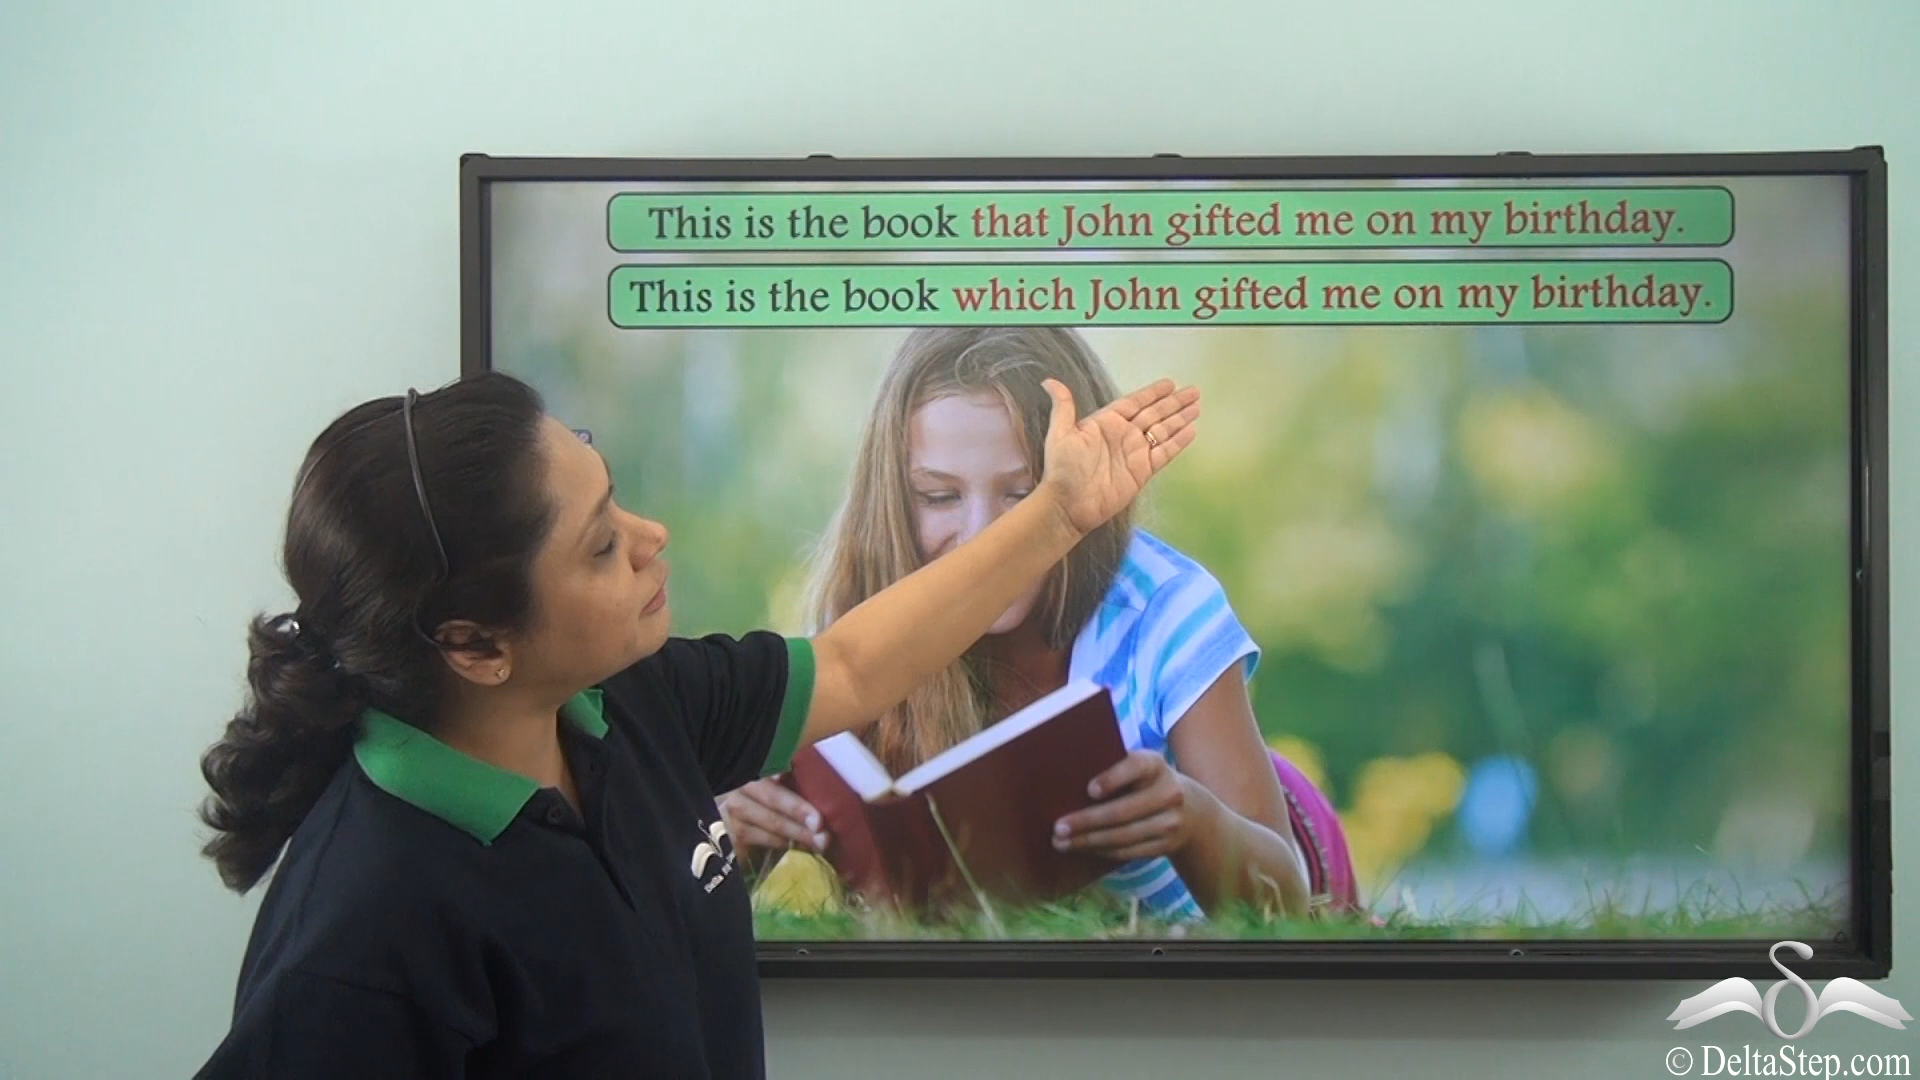 This is the book that John gifted me on my birthday.
This is the book which John gifted me on my birthday.
© DeltaStep.com